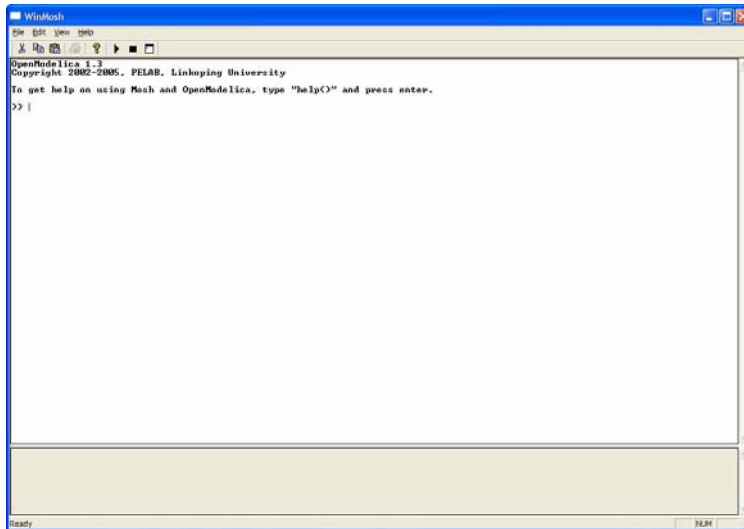 WinMosh
File Edit View Help
OpenModelica 1.3
Copyright 2002-2005, PELAB, Linkoping University
To get help on using Mosh and OpenModelica, type "help()" and press enter.
>>
Ready NUM